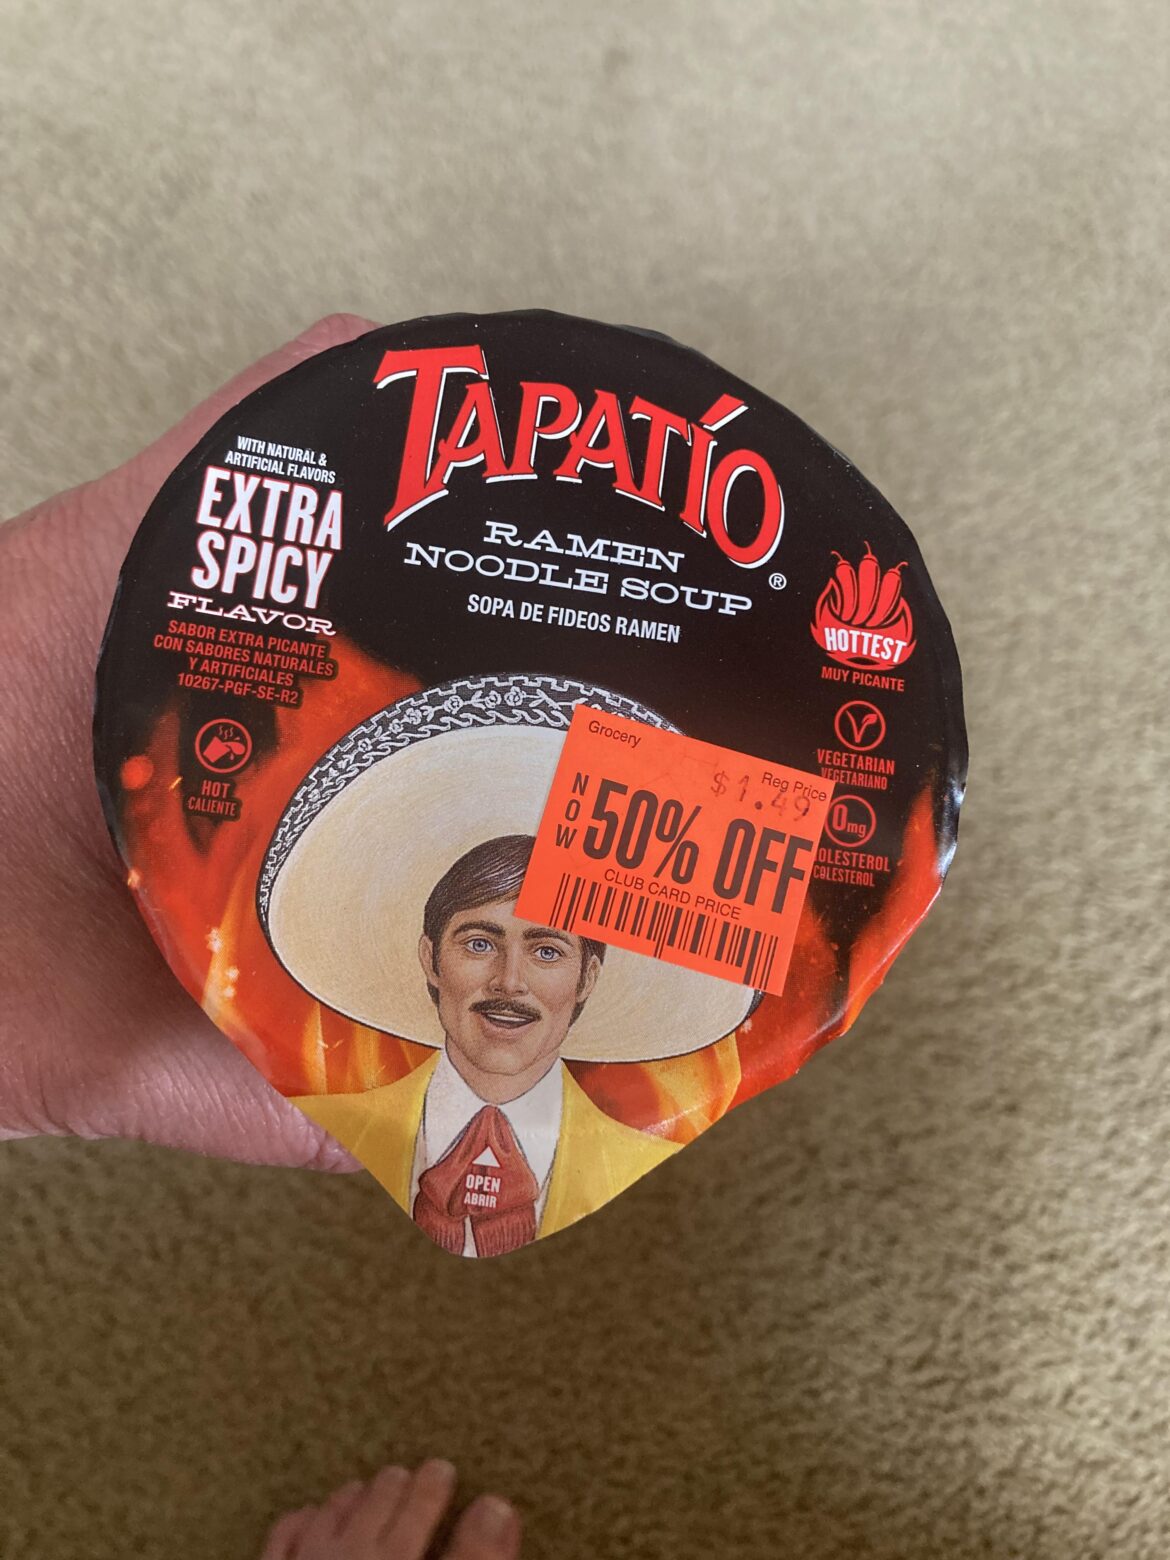 TAPATÍO®
RAMEN
NOODLE SOUP
SOPA DE FIDEOS RAMEN
WITH NATURAL &
ARTIFICIAL FLAVORS
EXTRA
SPICY
FLAVOR
SABOR EXTRA PICANTE
CON SABORES NATURALES
Y ARTIFICIALES
10267-PGF-SE-R2
HOT
CALIENTE
HOTTEST
MUY PICANTE
V
VEGETARIAN
VEGETARIANO
0mg
OLESTEROL
COLESTEROL
Grocery
Reg Price
$1.49
NOW
50% OFF
CLUB CARD PRICE
OPEN
ABRIR